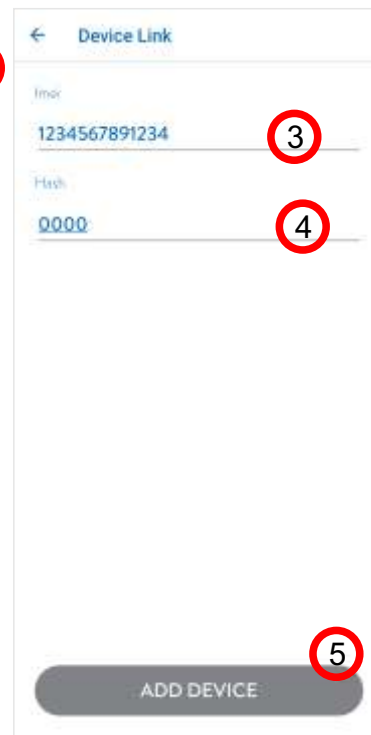 ← Device Link
Imei
1234567891234
3
Hash
0000
4
5
ADD DEVICE